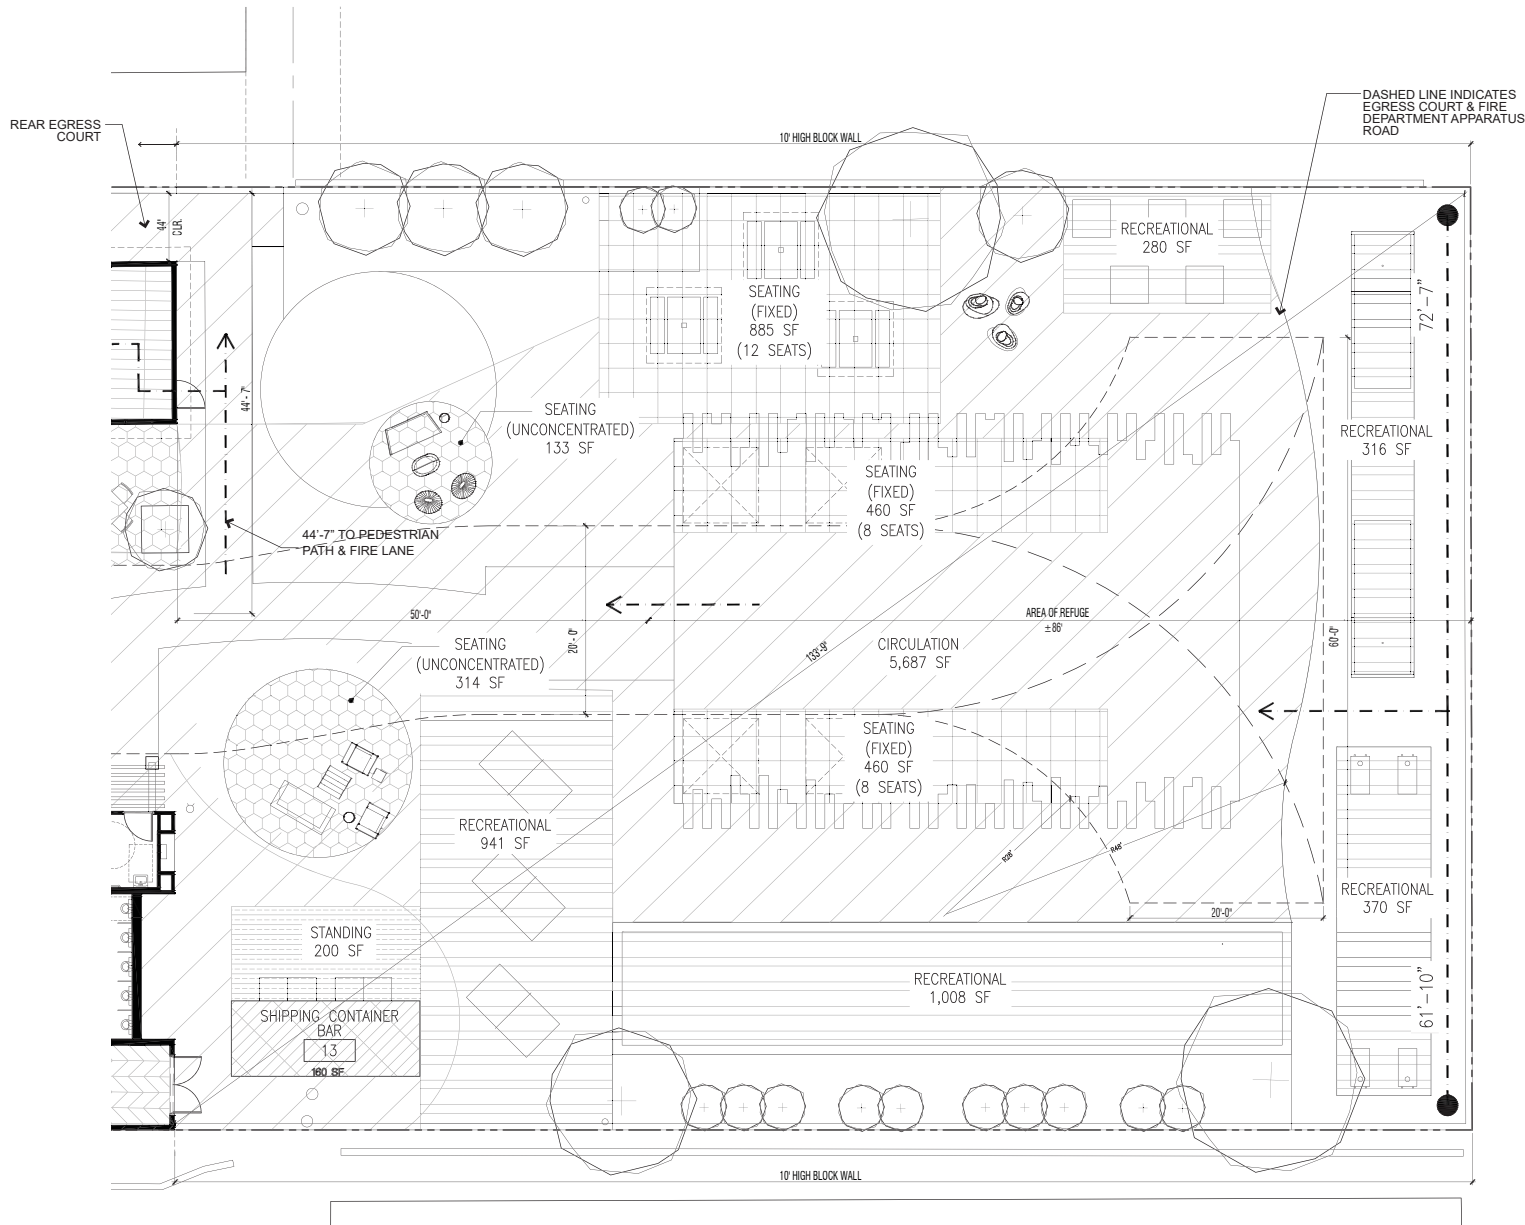 DASHED LINE INDICATES
EGRESS COURT & FIRE
DEPARTMENT APPARATUS
ROAD
REAR EGRESS
COURT
10' HIGH BLOCK WALL
44'
CLR.
RECREATIONAL
280 SF
SEATING
(FIXED)
885 SF
(12 SEATS)
72'-7"
44'-7"
SEATING
(UNCONCENTRATED)
133 SF
RECREATIONAL
316 SF
SEATING
(FIXED)
460 SF
(8 SEATS)
44'-7" TO PEDESTRIAN
PATH & FIRE LANE
50'-0"
20'-0"
AREA OF REFUGE
±86'
133'-9"
CIRCULATION
5,687 SF
60'-0"
SEATING
(UNCONCENTRATED)
314 SF
SEATING
(FIXED)
460 SF
(8 SEATS)
RECREATIONAL
941 SF
R28'
R48'
RECREATIONAL
370 SF
20'-0"
STANDING
200 SF
RECREATIONAL
1,008 SF
61'-10"
SHIPPING CONTAINER
BAR
13
160 SF
10' HIGH BLOCK WALL